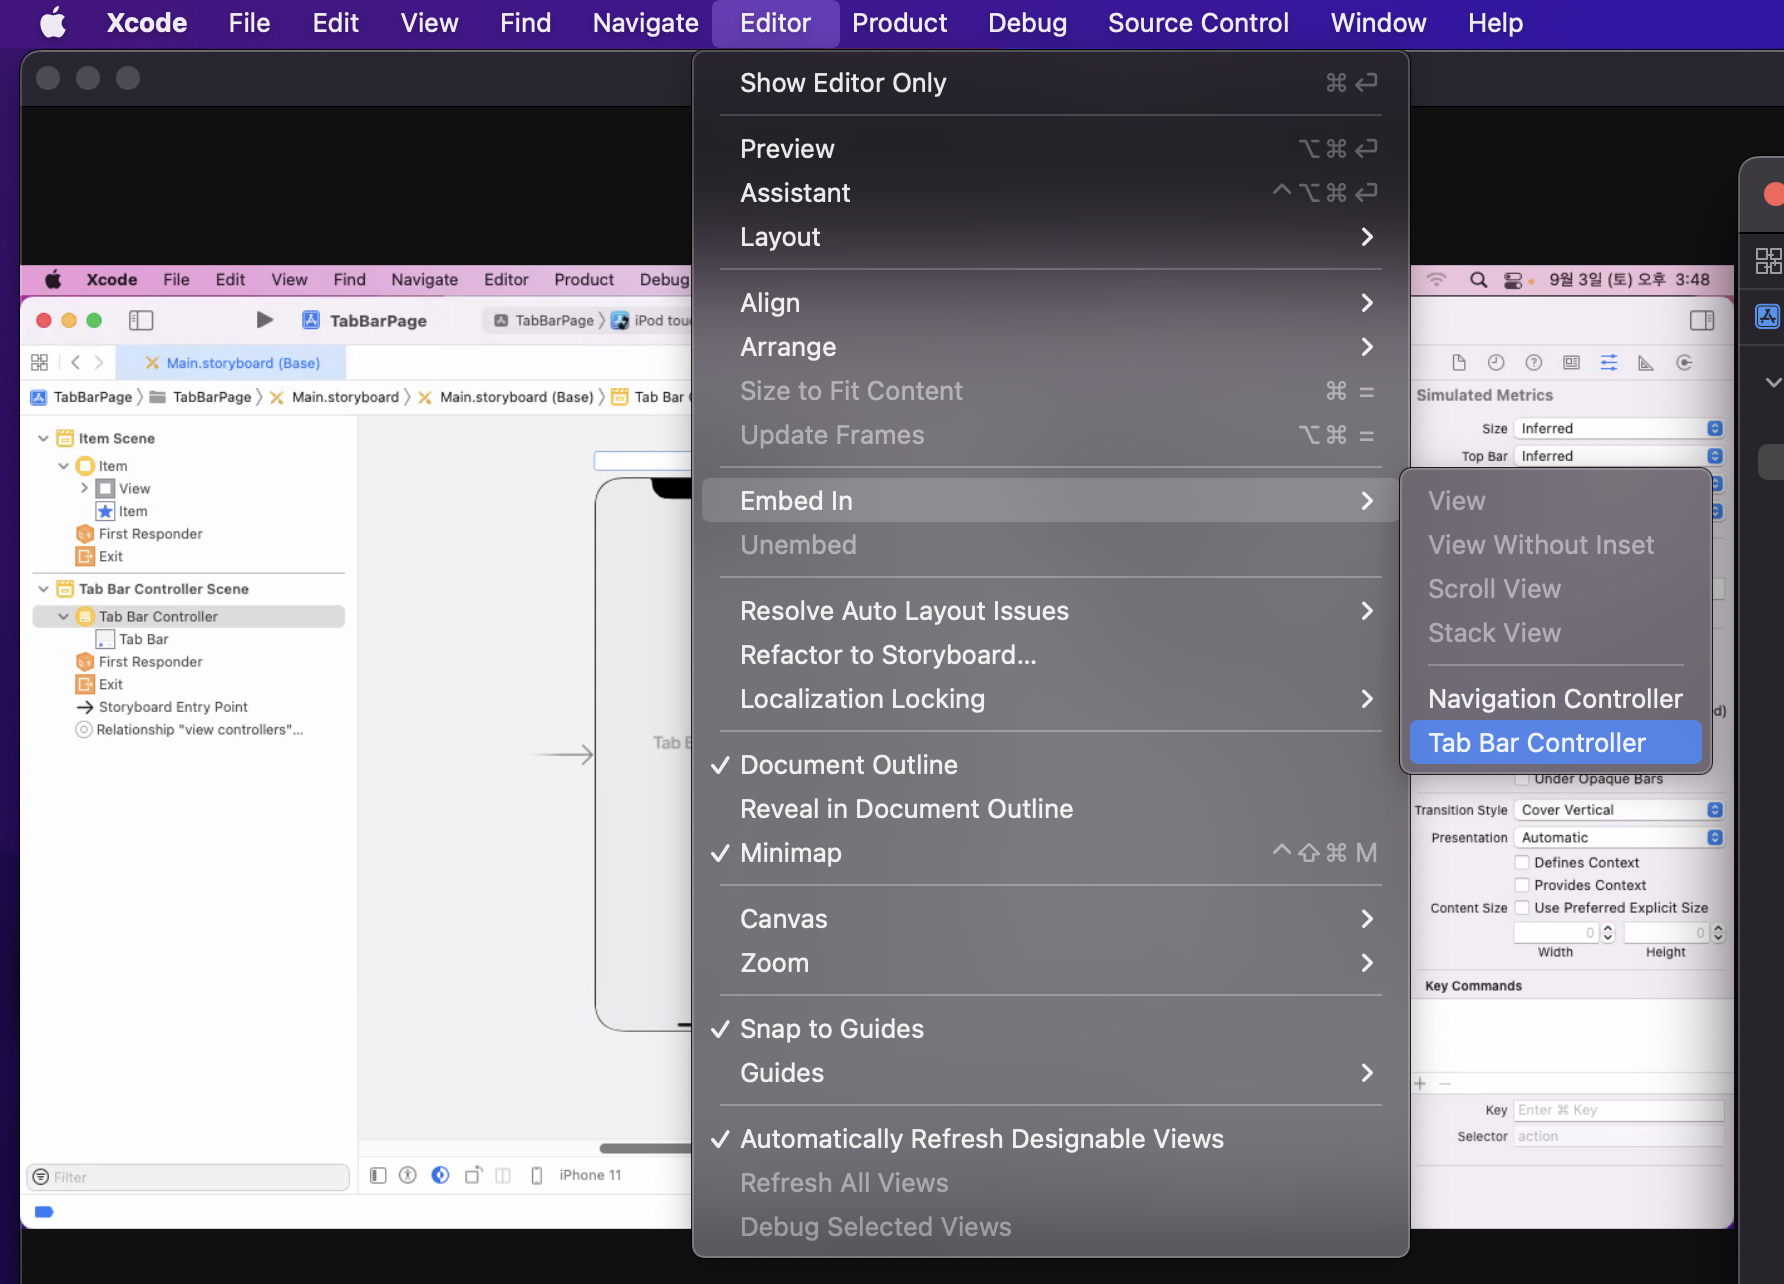 Xcode File Edit View Find Navigate Editor Product Debug Source Control Window Help
Show Editor Only ⌘ ↩
Preview ⌥ ⌘ ↩
Assistant ^ ⌥ ⌘ ↩
Layout
Align
Arrange
Size to Fit Content ⌘ =
Update Frames ⌥ ⌘ =
Embed In
Unembed
Resolve Auto Layout Issues
Refactor to Storyboard...
Localization Locking
✓ Document Outline
Reveal in Document Outline
✓ Minimap ^ ⇧ ⌘ M
Canvas
Zoom
✓ Snap to Guides
Guides
✓ Automatically Refresh Designable Views
Refresh All Views
Debug Selected Views
View
View Without Inset
Scroll View
Stack View
Navigation Controller
Tab Bar Controller
Xcode File Edit View Find Navigate Editor Product Debug
9월 3일 (토) 오후 3:48
TabBarPage
TabBarPage
Main.storyboard (Base)
TabBarPage TabBarPage Main.storyboard Main.storyboard (Base) Tab Bar
Item Scene
Item
View
Item
First Responder
Exit
Tab Bar Controller Scene
Tab Bar Controller
Tab Bar
First Responder
Exit
Storyboard Entry Point
Relationship "view controllers"...
Filter
iPhone 11
Simulated Metrics
Size Inferred
Top Bar Inferred
Under Opaque Bars
Transition Style Cover Vertical
Presentation Automatic
Defines Context
Provides Context
Content Size Use Preferred Explicit Size
0 0
Width Height
Key Commands
Key Enter ⌘ Key
Selector action